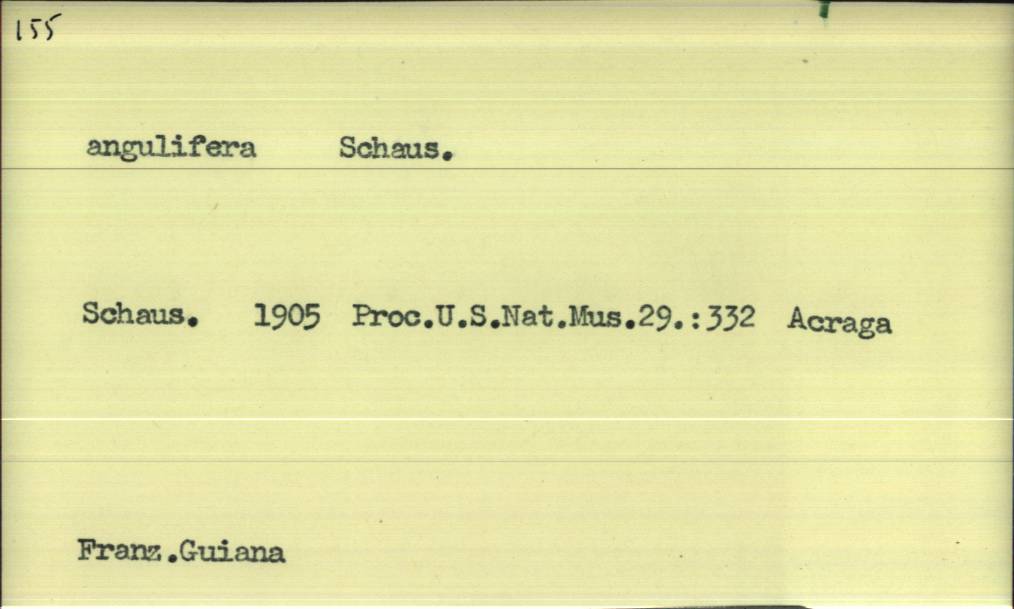 155
angulifera Schaus.
Schaus. 1905 Proc.U.S.Nat.Mus.29.:332 Acraga
Franz.Guiana